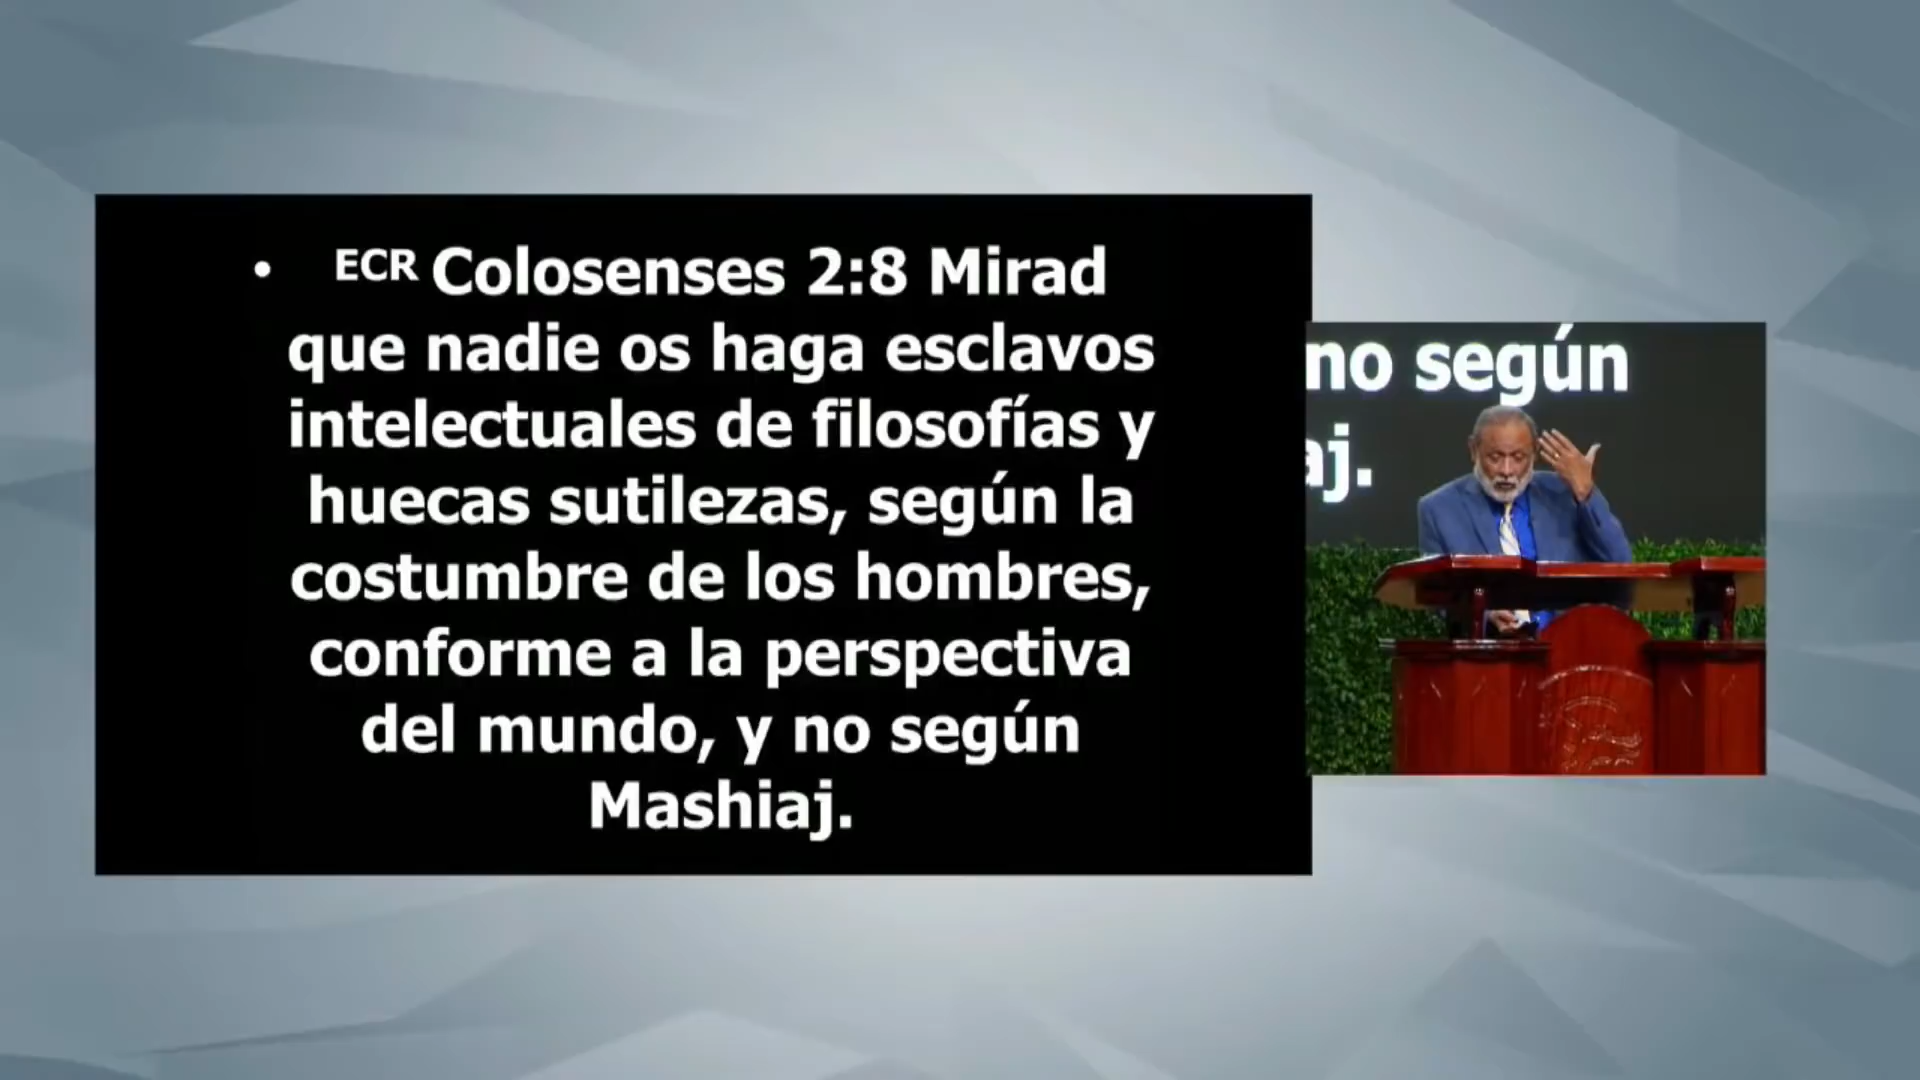 • ECR Colosenses 2:8 Mirad
que nadie os haga esclavos
intelectuales de filosofías y
huecas sutilezas, según la
costumbre de los hombres,
conforme a la perspectiva
del mundo, y no según
Mashiaj.
no según
aj.